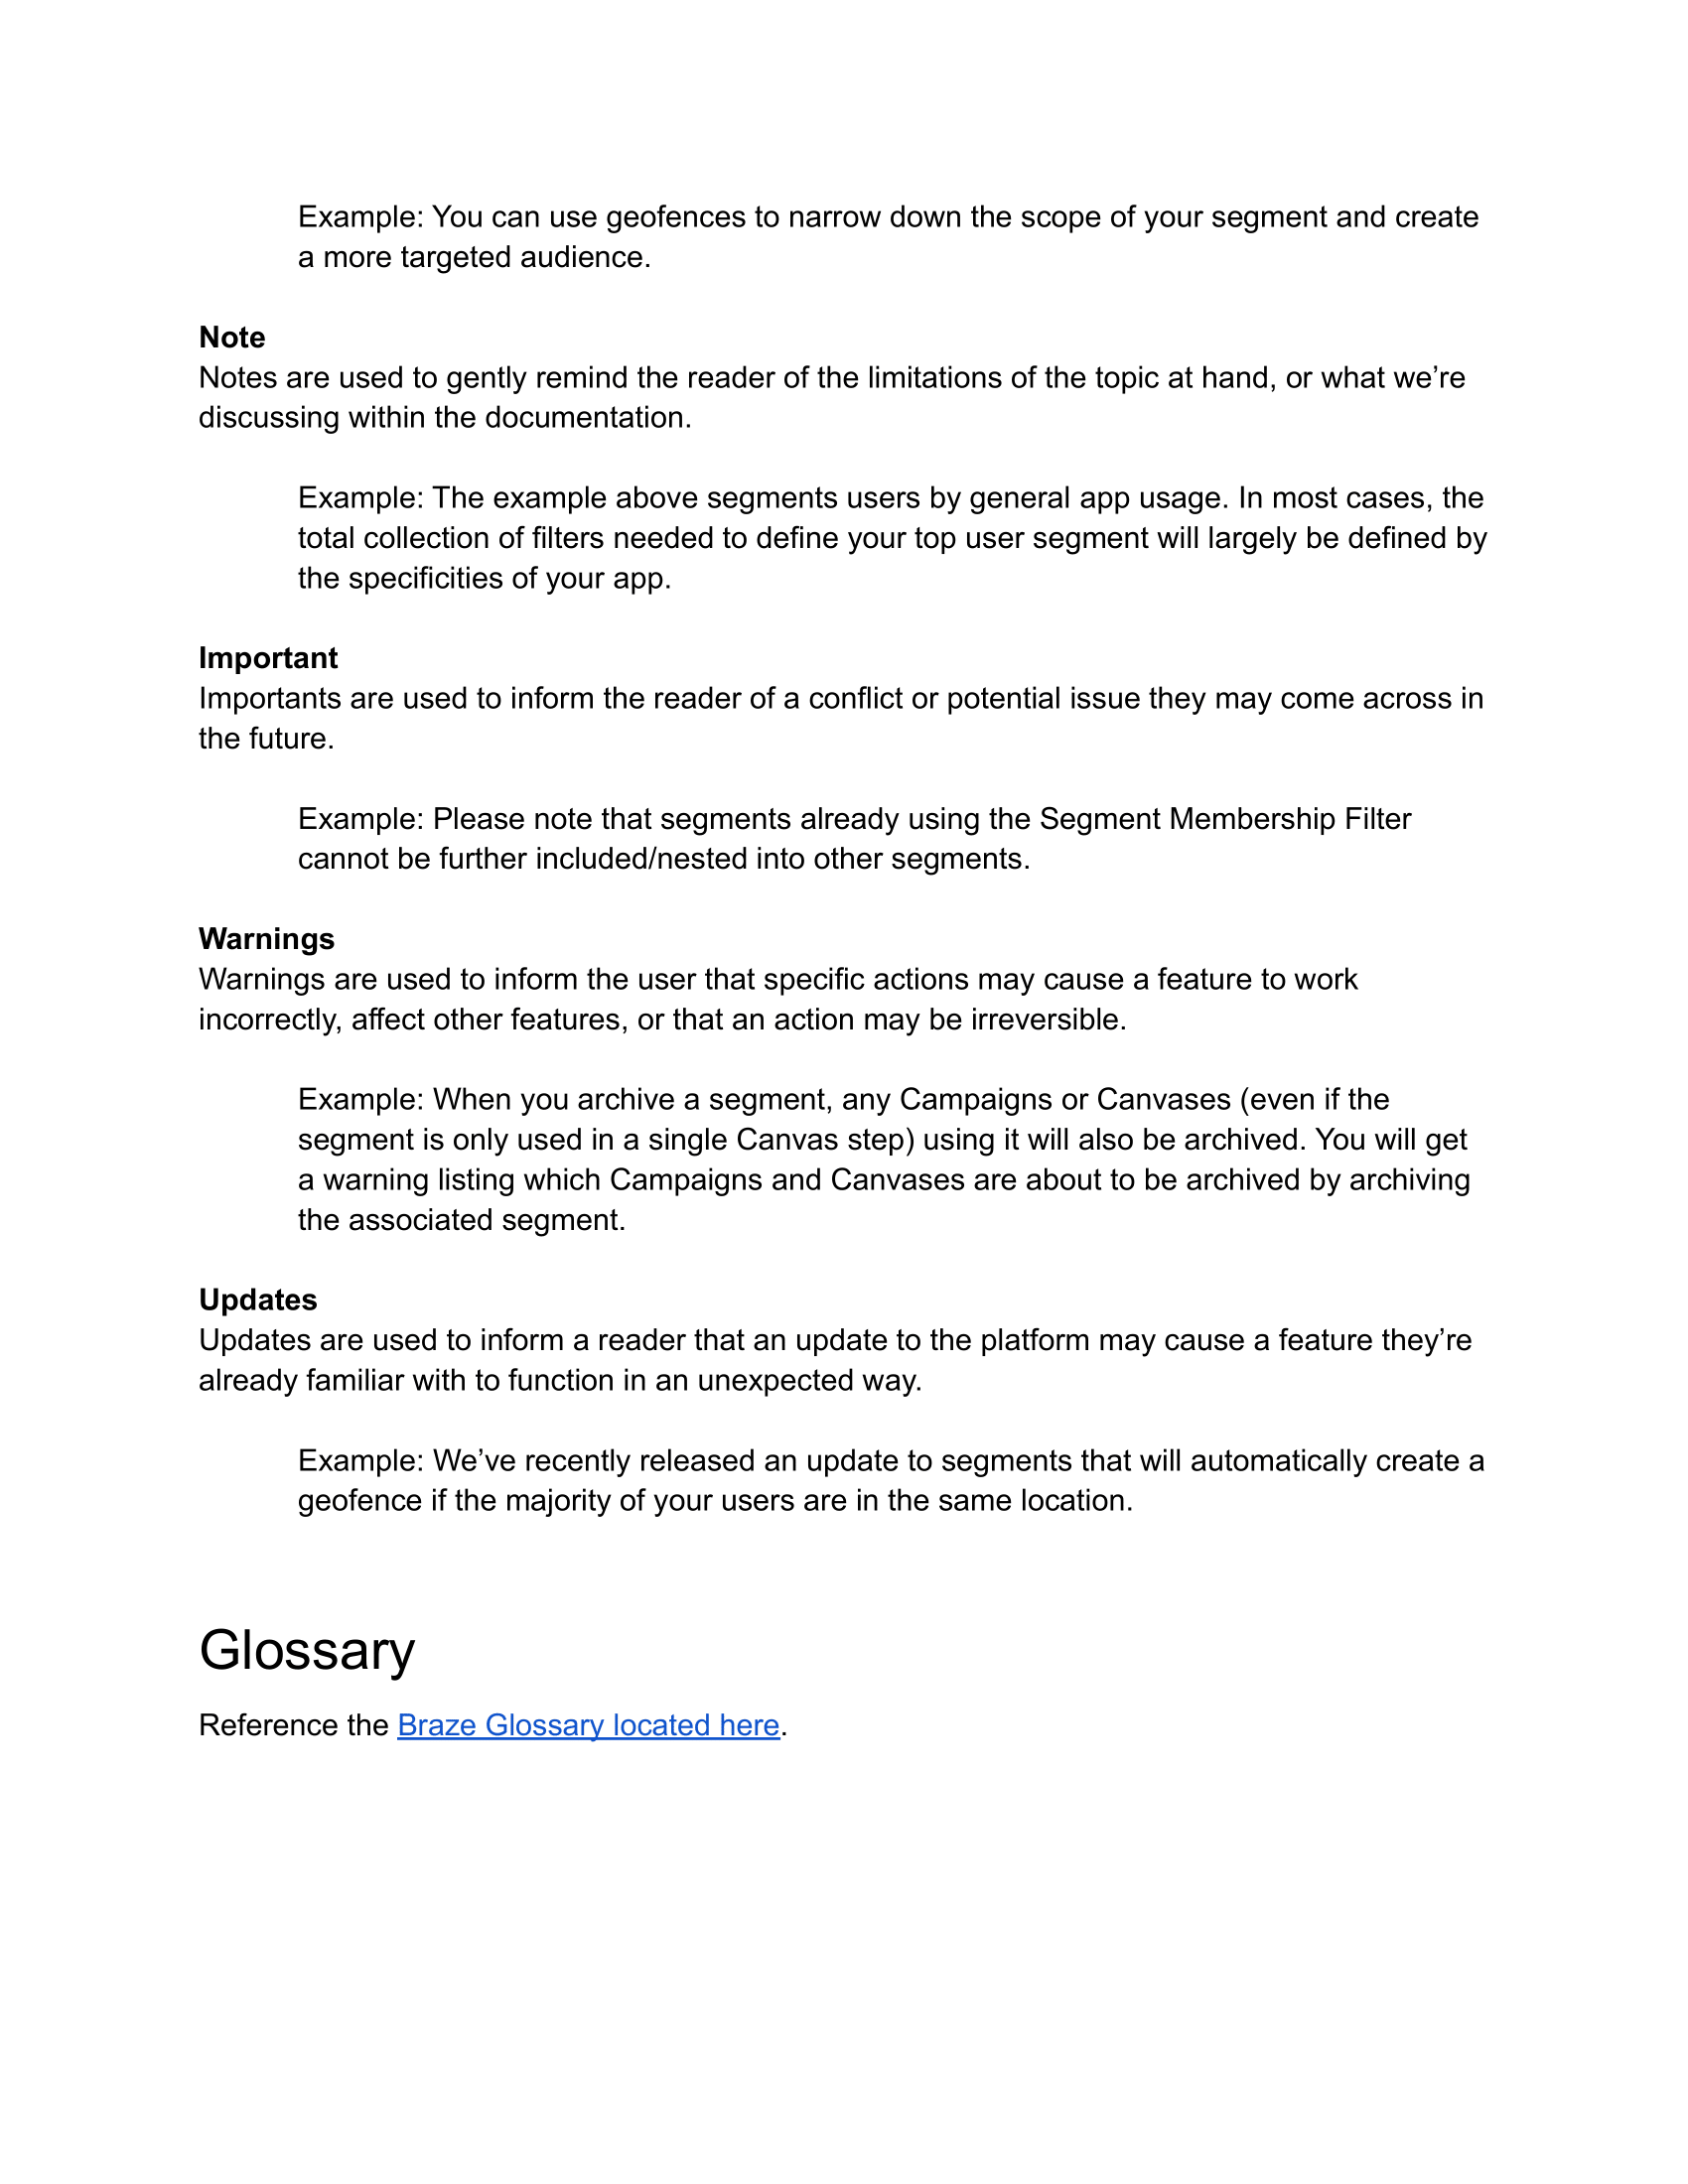 Example: You can use geofences to narrow down the scope of your segment and create
a more targeted audience.
Note
Notes are used to gently remind the reader of the limitations of the topic at hand, or what we’re
discussing within the documentation.
Example: The example above segments users by general app usage. In most cases, the
total collection of filters needed to define your top user segment will largely be defined by
the specificities of your app.
Important
Importants are used to inform the reader of a conflict or potential issue they may come across in
the future.
Example: Please note that segments already using the Segment Membership Filter
cannot be further included/nested into other segments.
Warnings
Warnings are used to inform the user that specific actions may cause a feature to work
incorrectly, affect other features, or that an action may be irreversible.
Example: When you archive a segment, any Campaigns or Canvases (even if the
segment is only used in a single Canvas step) using it will also be archived. You will get
a warning listing which Campaigns and Canvases are about to be archived by archiving
the associated segment.
Updates
Updates are used to inform a reader that an update to the platform may cause a feature they’re
already familiar with to function in an unexpected way.
Example: We’ve recently released an update to segments that will automatically create a
geofence if the majority of your users are in the same location.
Glossary
Reference the Braze Glossary located here.